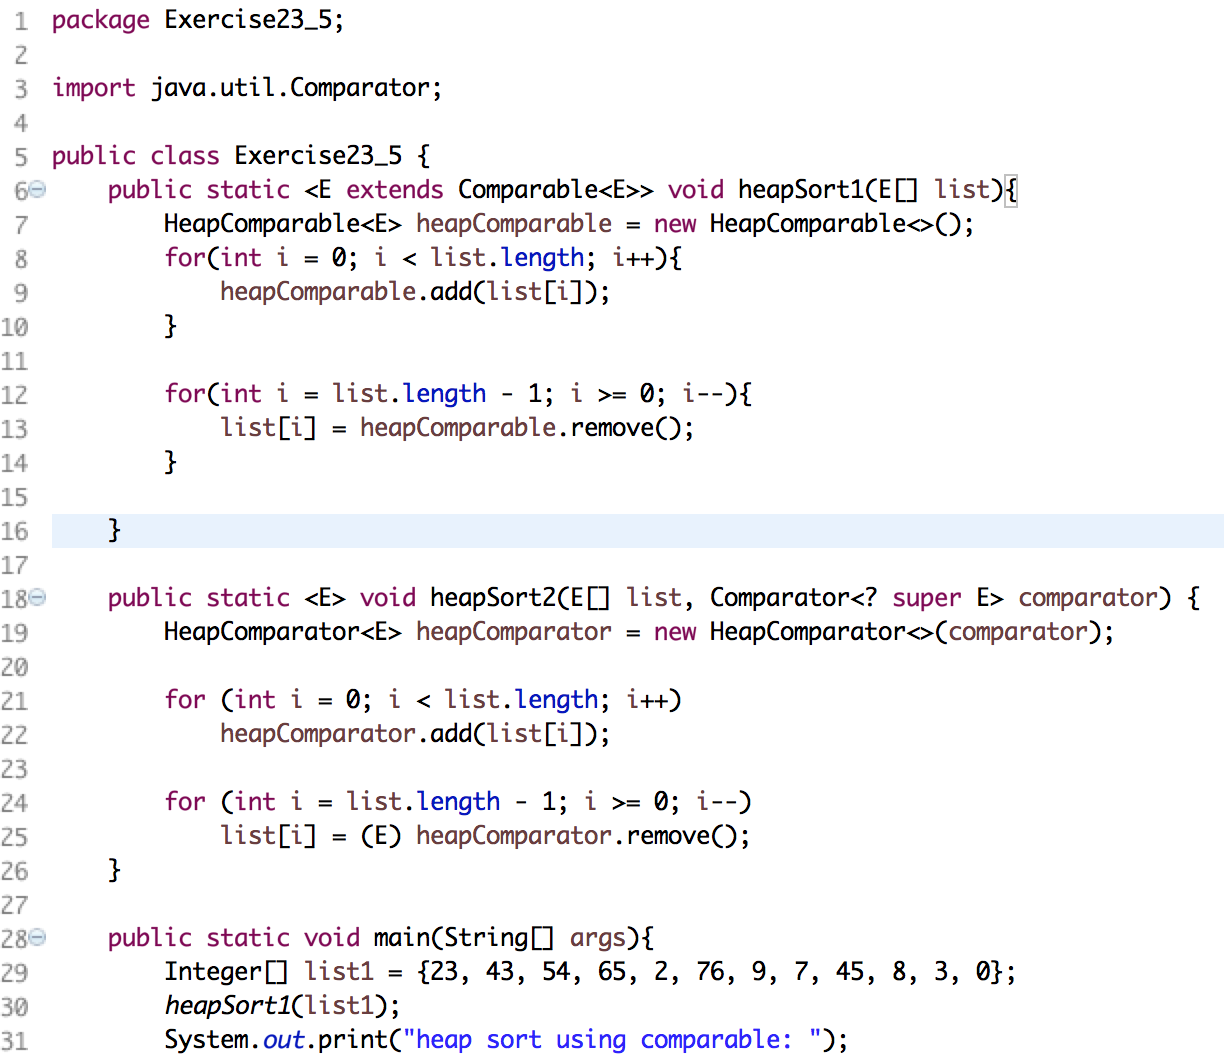 1 package Exercise23_5;
2
3 import java.util.Comparator;
4
5 public class Exercise23_5 {
6 public static <E extends Comparable<E>> void heapSort1(E[] list){
7 HeapComparable<E> heapComparable = new HeapComparable<>();
8 for(int i = 0; i < list.length; i++){
9 heapComparable.add(list[i]);
10 }
11
12 for(int i = list.length - 1; i >= 0; i--){
13 list[i] = heapComparable.remove();
14 }
15
16 }
17
18 public static <E> void heapSort2(E[] list, Comparator<? super E> comparator) {
19 HeapComparator<E> heapComparator = new HeapComparator<>(comparator);
20
21 for (int i = 0; i < list.length; i++)
22 heapComparator.add(list[i]);
23
24 for (int i = list.length - 1; i >= 0; i--)
25 list[i] = (E) heapComparator.remove();
26 }
27
28 public static void main(String[] args){
29 Integer[] list1 = {23, 43, 54, 65, 2, 76, 9, 7, 45, 8, 3, 0};
30 heapSort1(list1);
31 System.out.print("heap sort using comparable: ");